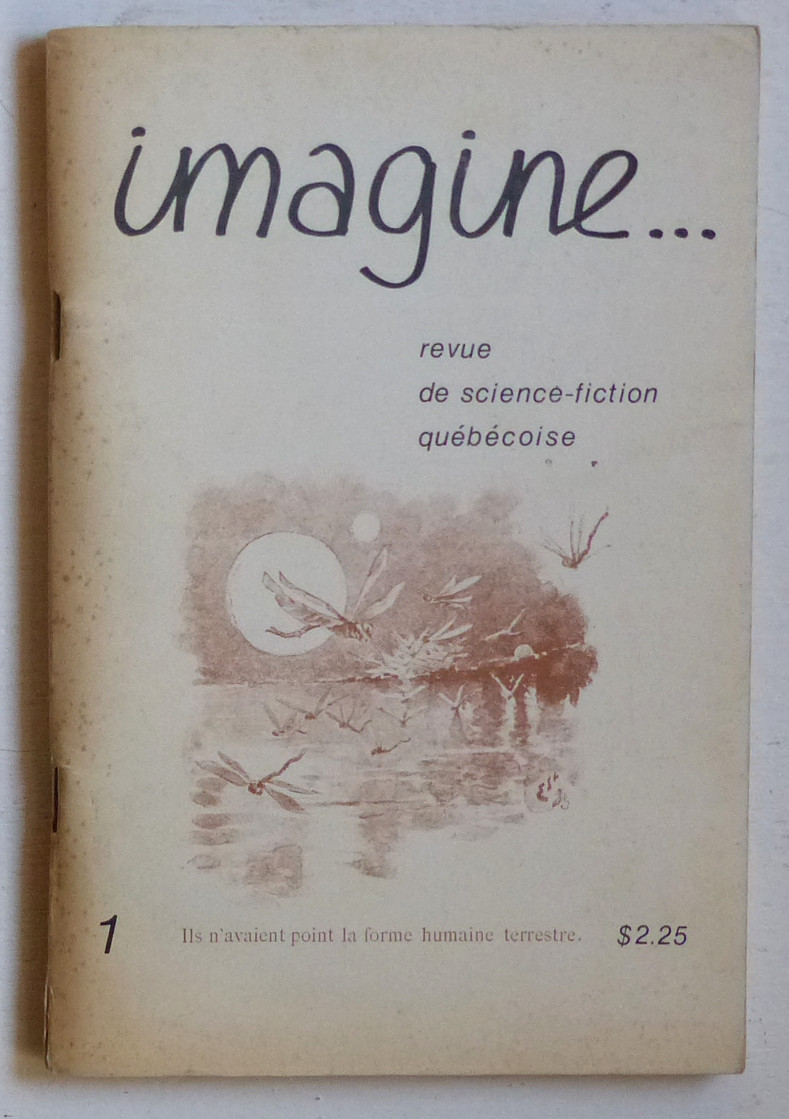 imagine...
revue
de science-fiction
québécoise
1
Ils n'avaient point la forme humaine terrestre.
$2.25